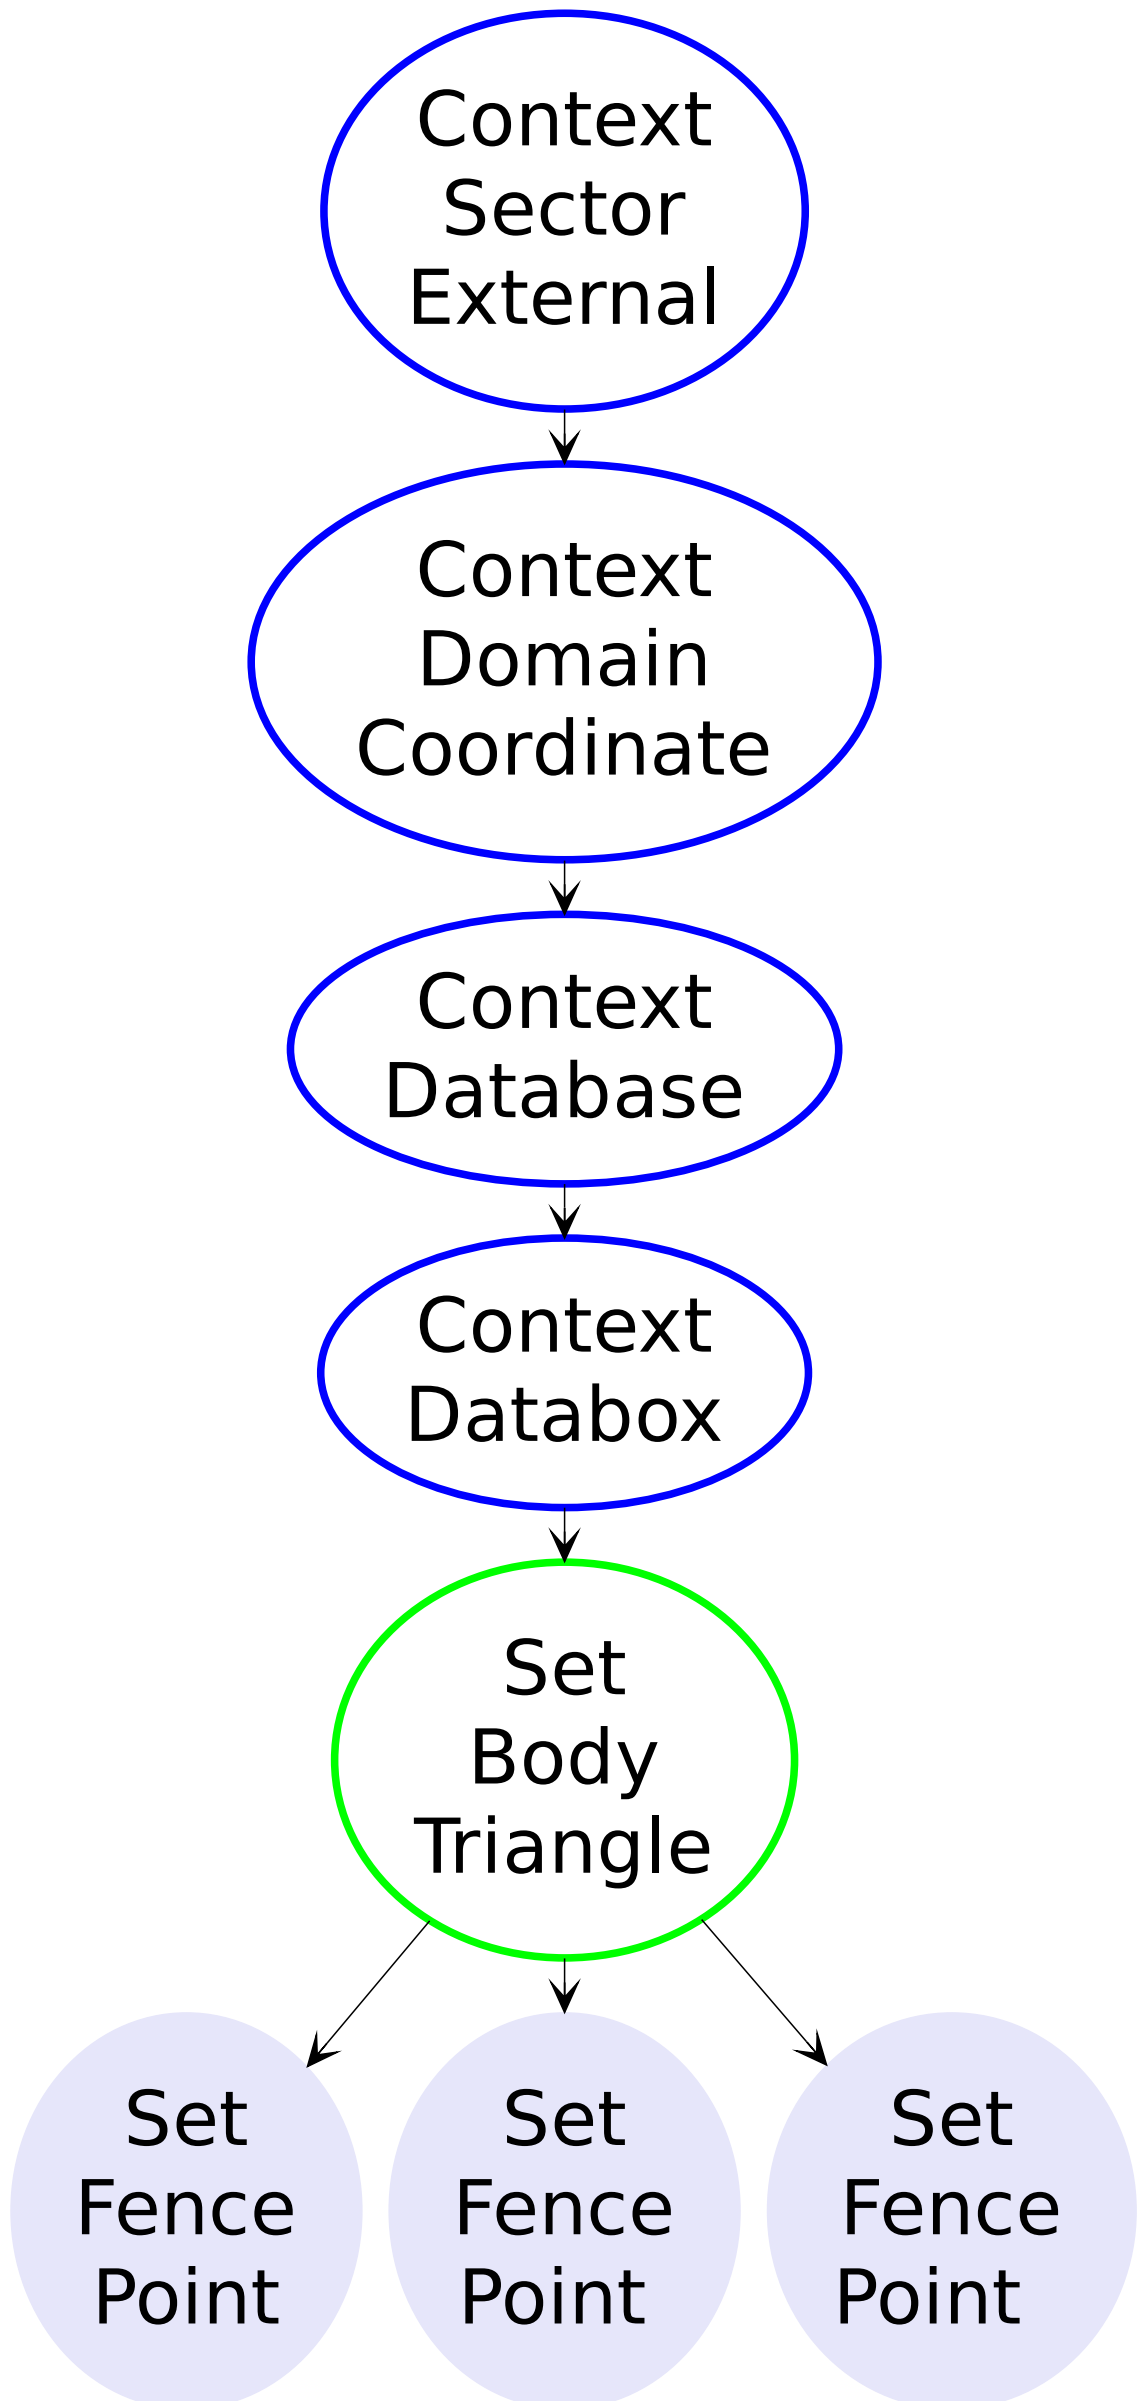 Context
Sector
External
Context
Domain
Coordinate
Context
Database
Context
Databox
Set
Body
Triangle
Set
Fence
Point
Set
Fence
Point
Set
Fence
Point